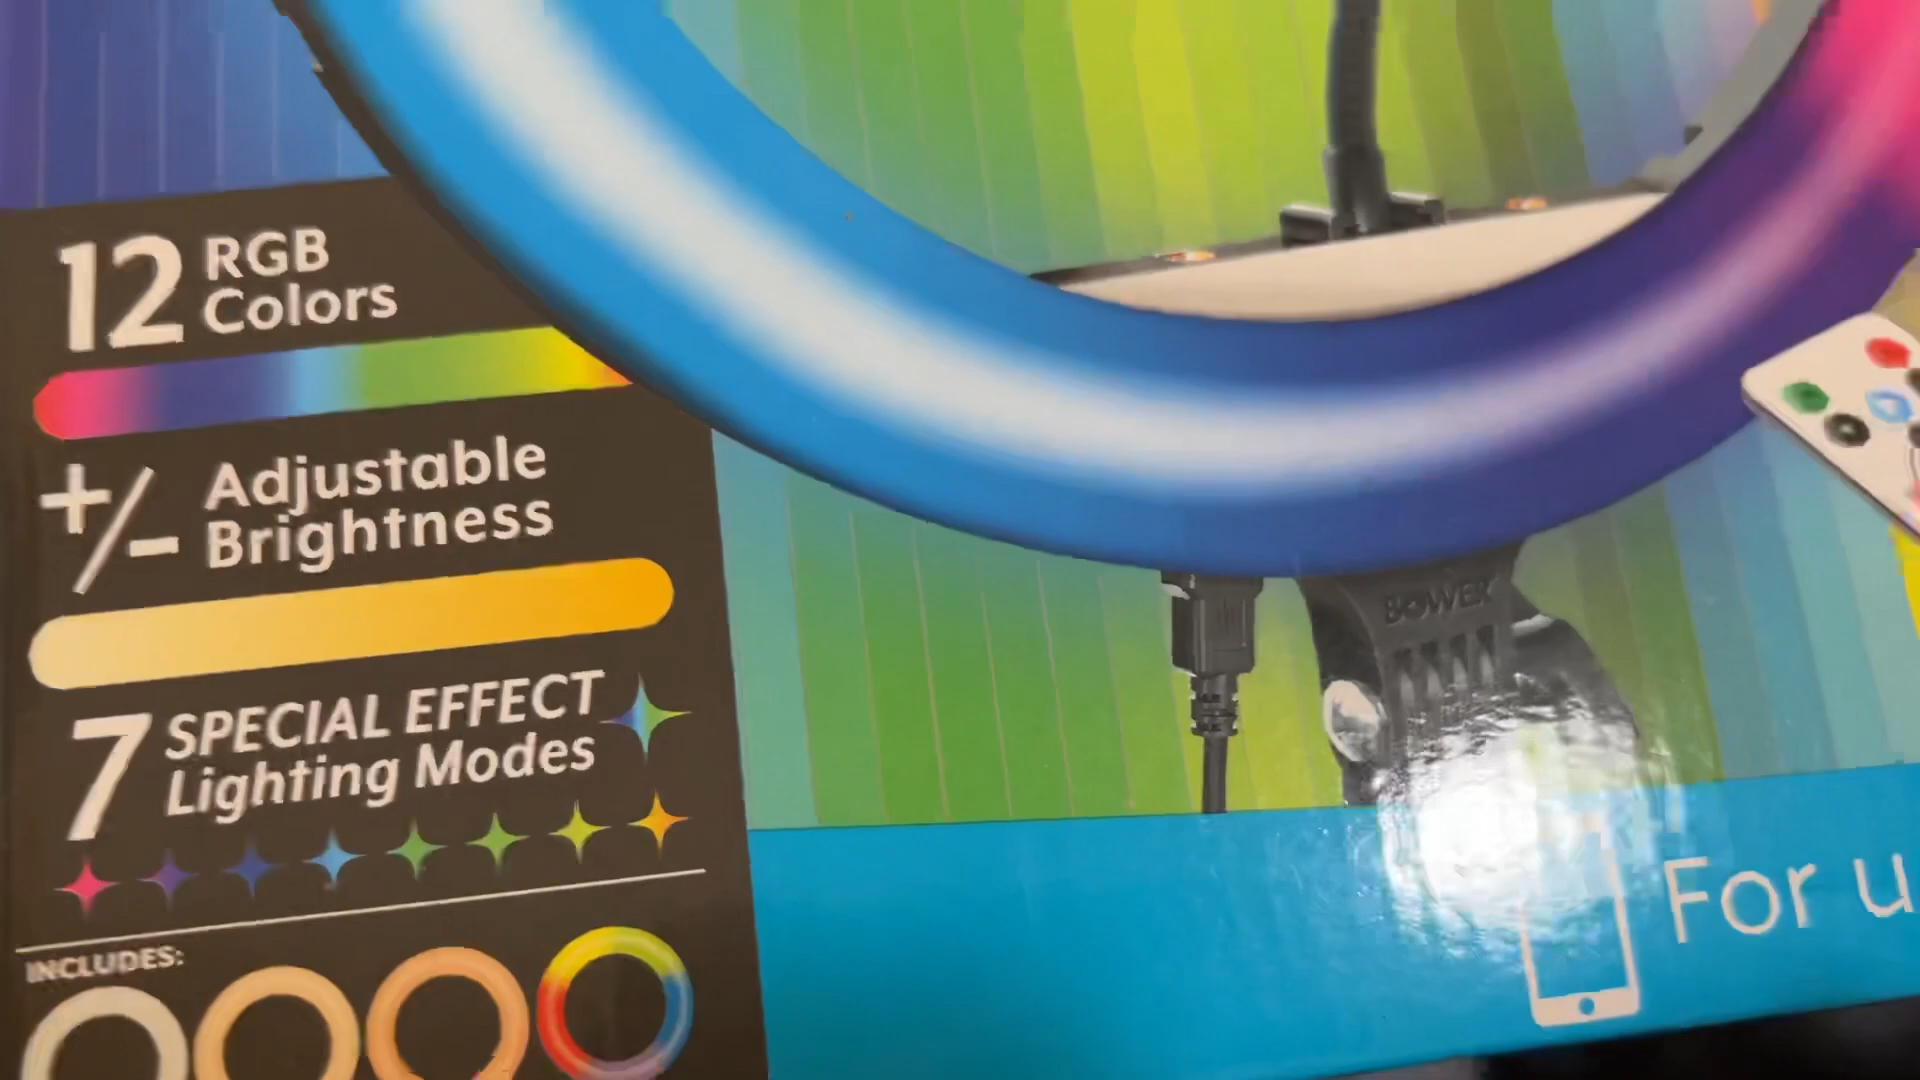 12 RGB
Colors
+/- Adjustable
Brightness
7 SPECIAL EFFECT
Lighting Modes
INCLUDES:
BOWER
For u